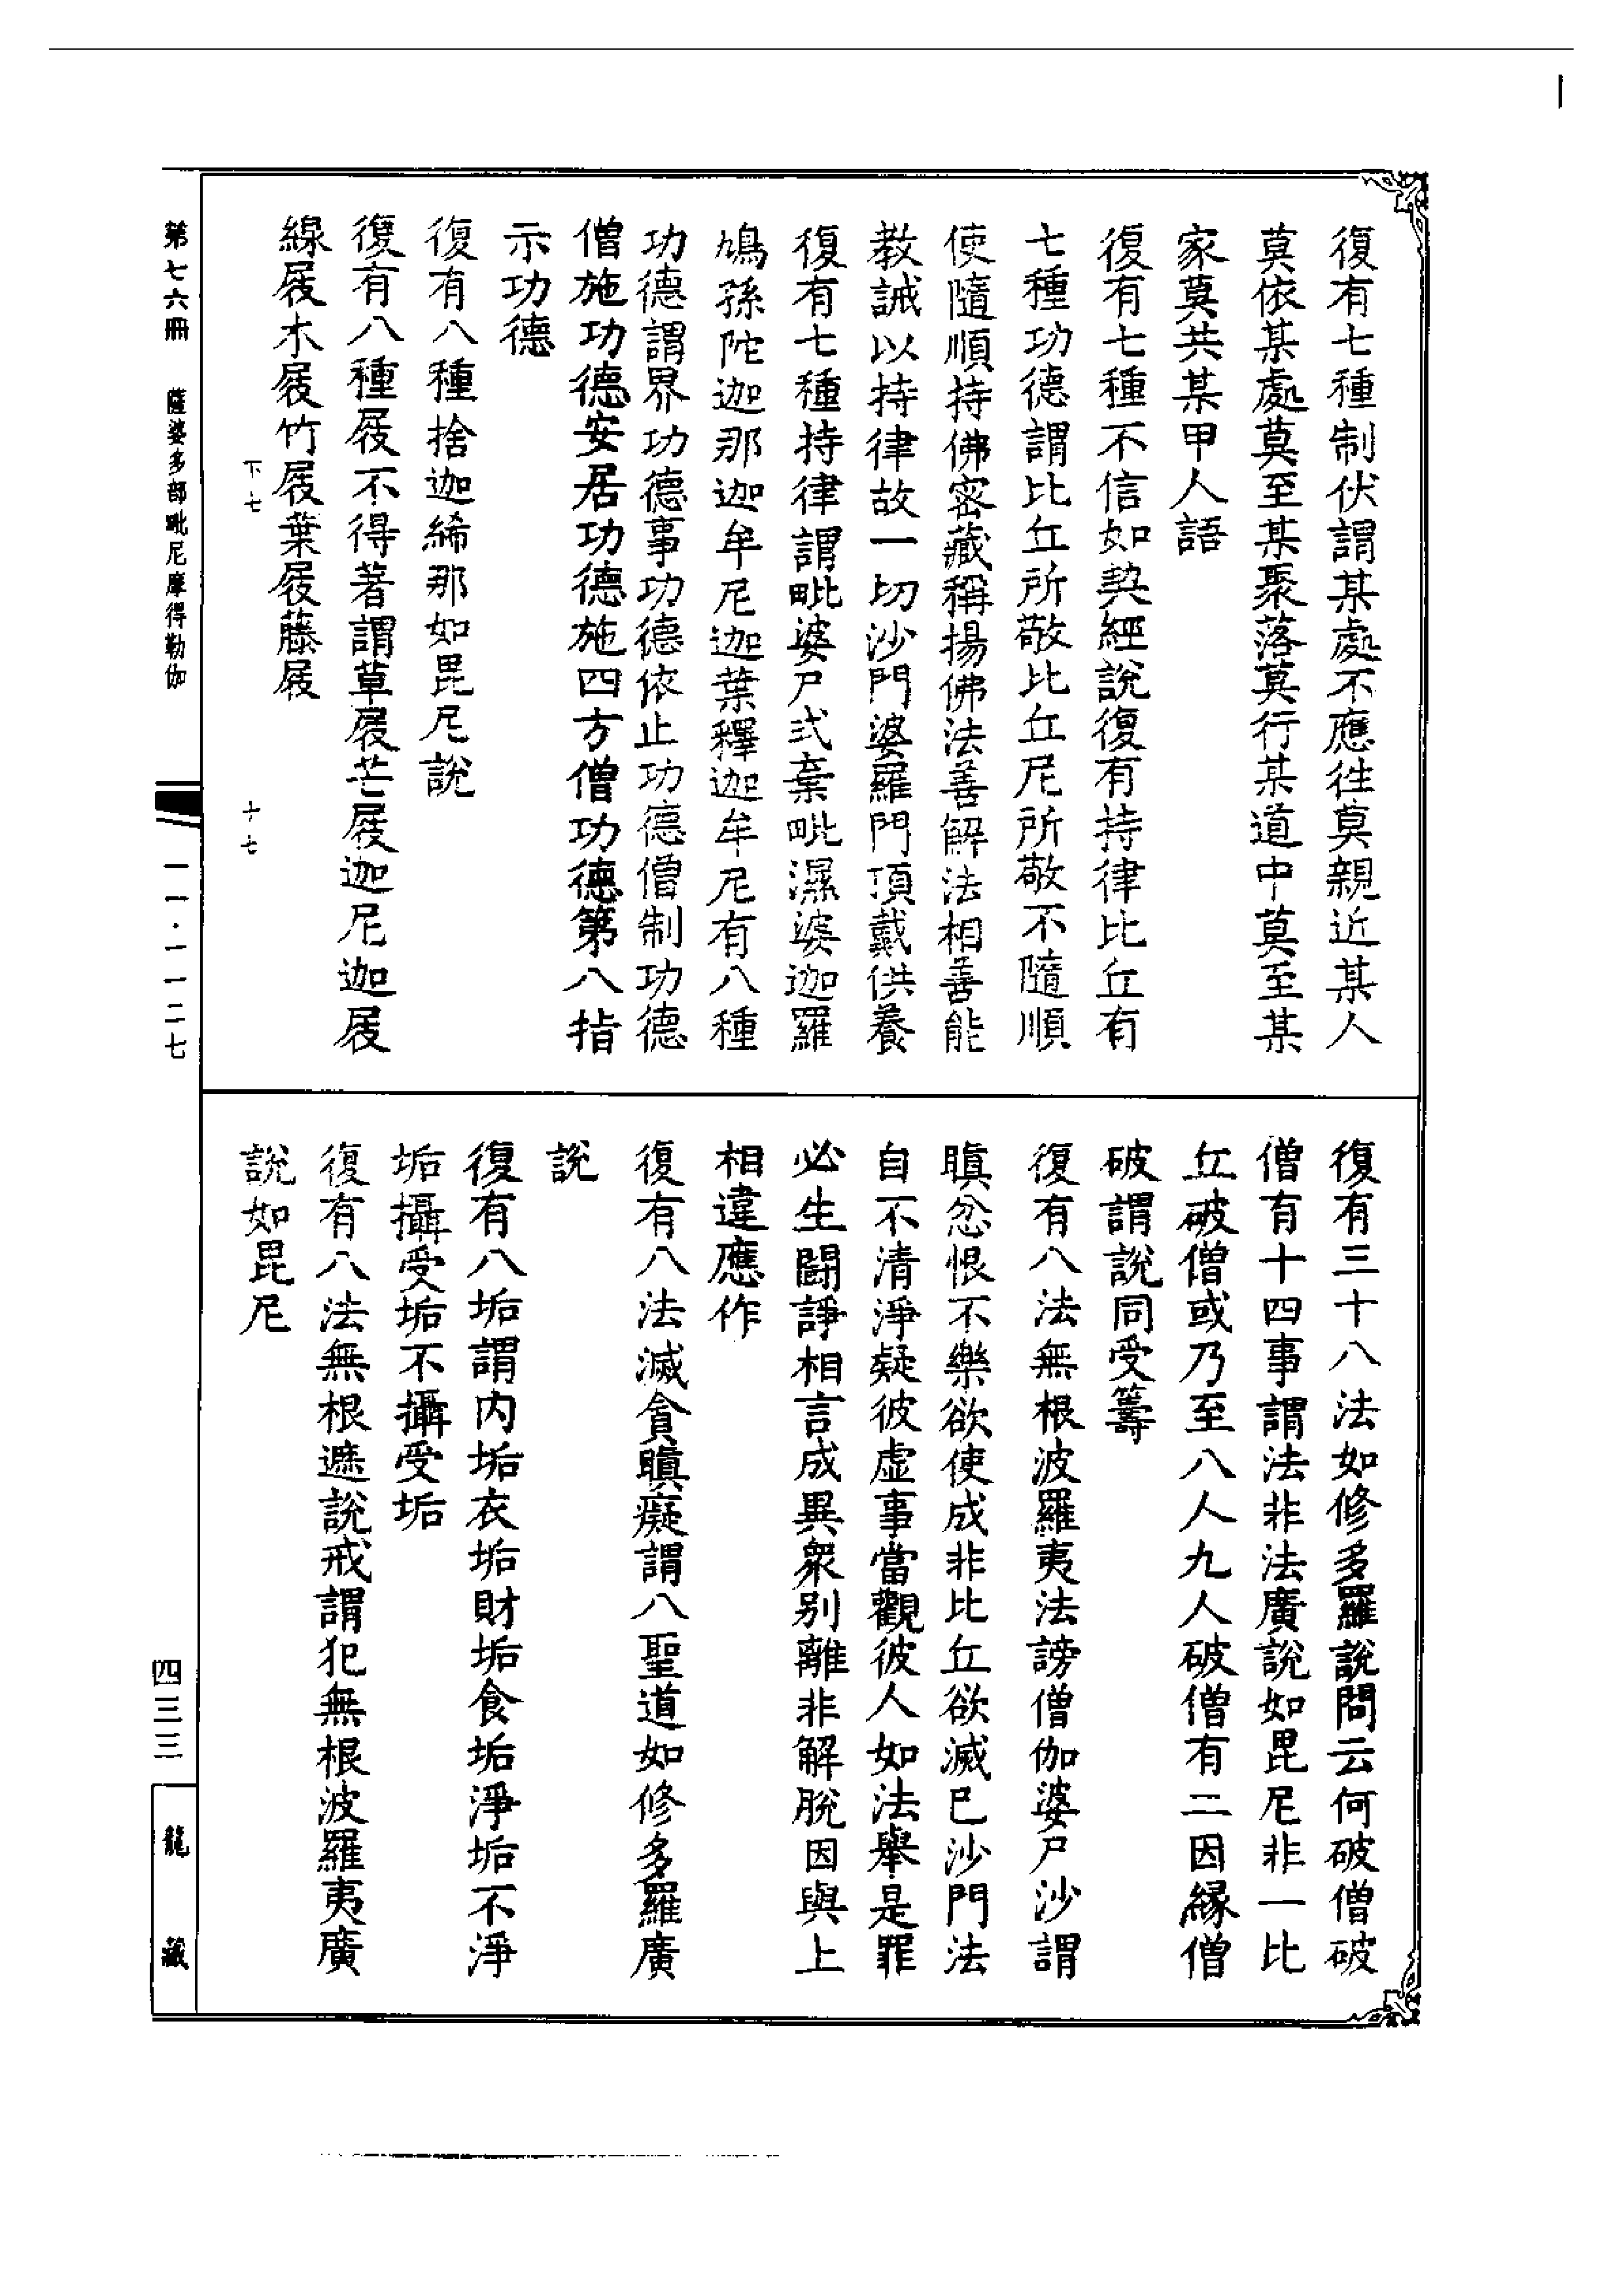 復有七種制伏謂某處不應往莫親近某人
莫依某處莫至某聚落莫行某道中莫至某
家莫共某甲人語
復有七種不信如契經說復有持律比丘有
七種功德謂比丘所敬比丘尼所敬不隨順
使隨順持佛密藏稱揚佛法善解法相善能
教誡以持律故一切沙門婆羅門頂戴供養
復有七種持律謂毗婆尸式棄毗濕婆迦羅
鳩孫陀迦那迦牟尼迦葉釋迦牟尼有八種
功德謂界功德事功德依止功德僧制功德
僧施功德安居功德施四方僧功德第八指
示功德
復有八種捨迦絺那如毘尼說
復有八種屐不得著謂草屐芒屐迦尼迦屐
線屐木屐竹屐葉屐藤屐
下七
十七
復有三十八法如修多羅說問云何破僧破
僧有十四事謂法非法廣說如毘尼非一比
丘破僧或乃至八人九人破僧有二因緣僧
破謂說同受籌
復有八法無根波羅夷法謗僧伽婆尸沙謂
瞋忿恨不樂欲使成非比丘欲滅巳沙門法
自不清淨疑彼虛事當觀彼人如法舉是罪
必生鬪諍相言成異衆别離非解脫因與上
相違應作
復有八法滅貪瞋癡謂八聖道如修多羅廣
說
復有八垢謂內垢衣垢財垢食垢淨垢不淨
垢攝受垢不攝受垢
復有八法無根遮說戒謂犯無根波羅夷廣
說如毘尼
第七六冊 薩婆多部毗尼摩得勒伽
一一·一一二七
四三三
龍藏